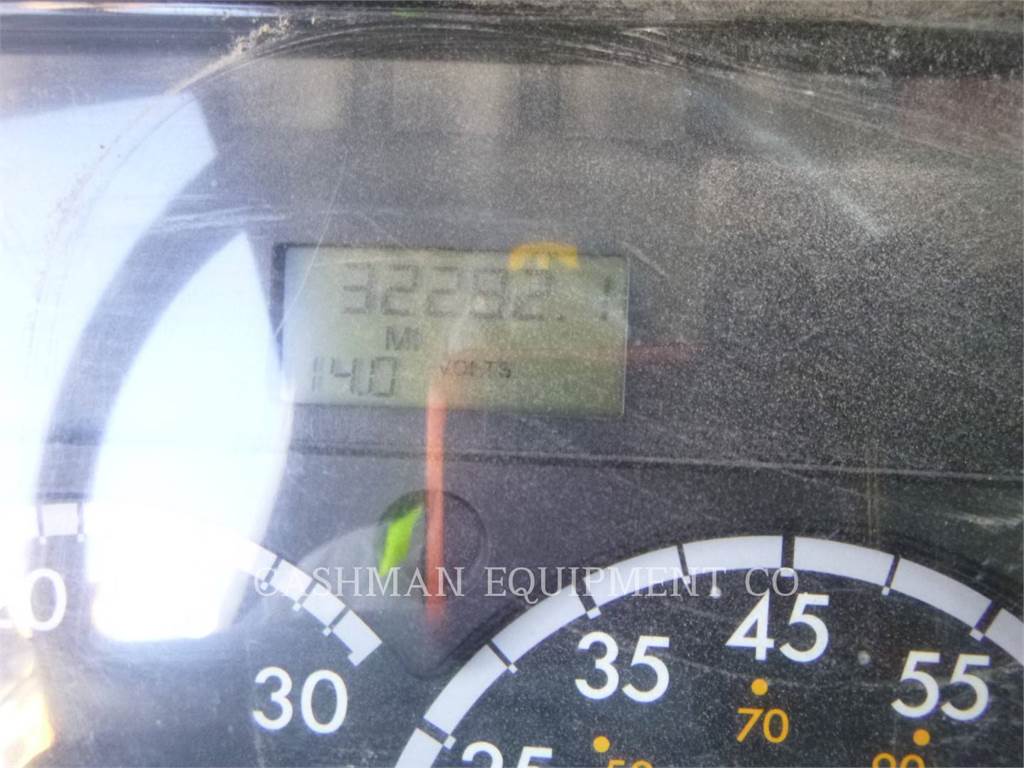 32292.1
MI
14.0 VOLTS
CASHMAN EQUIPMENT CO
30
35 45 55
70